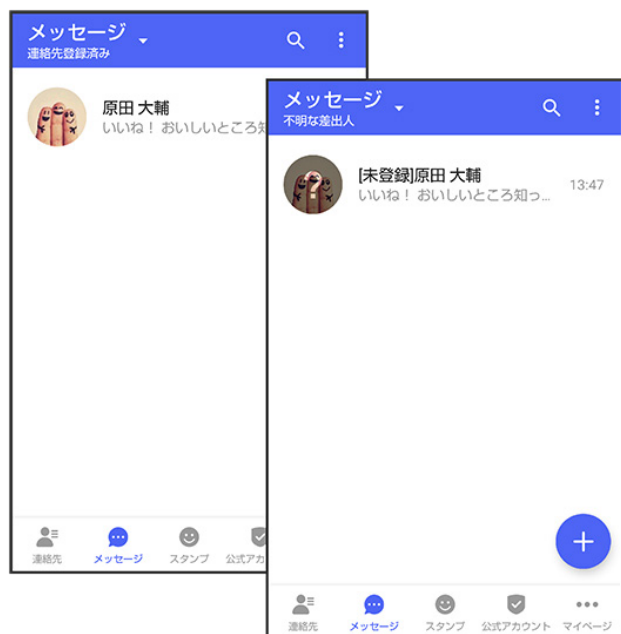 メッセージ
連絡先登録済み
原田 大輔
いいね! おいしいところ知
連絡先
メッセージ
スタンプ
公式アカ
メッセージ
不明な差出人
[未登録]原田 大輔
いいね! おいしいところ知っ...
13:47
連絡先
メッセージ
スタンプ
公式アカウント
マイページ